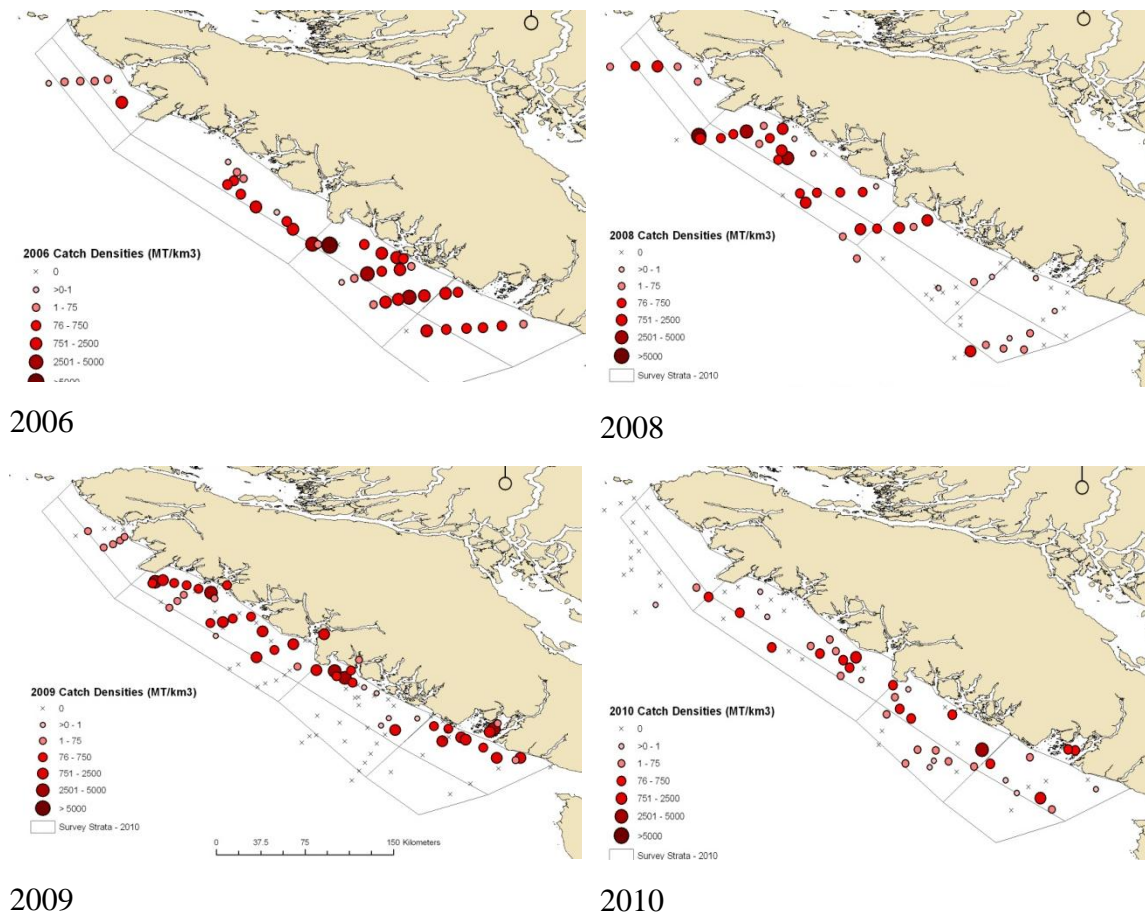 2006 Catch Densities (MT/km3)
× 0
>0-1
1 - 75
76 - 750
751 - 2500
2501 - 5000
>5000
2006
2008 Catch Densities (MT/km3)
× 0
>0 - 1
1 - 75
76 - 750
751 - 2500
2501 - 5000
>5000
Survey Strata - 2010
2008
2009 Catch Densities (MT/km3)
× 0
>0 - 1
1 - 75
76 - 750
751 - 2500
2501 - 5000
> 5000
Survey Strata - 2010
0 37.5 75 150 Kilometers
2009
2010 Catch Densities (MT/km3)
× 0
>0 - 1
1 - 75
76 - 750
751 - 2500
2501 - 5000
>5000
Survey Strata - 2010
2010